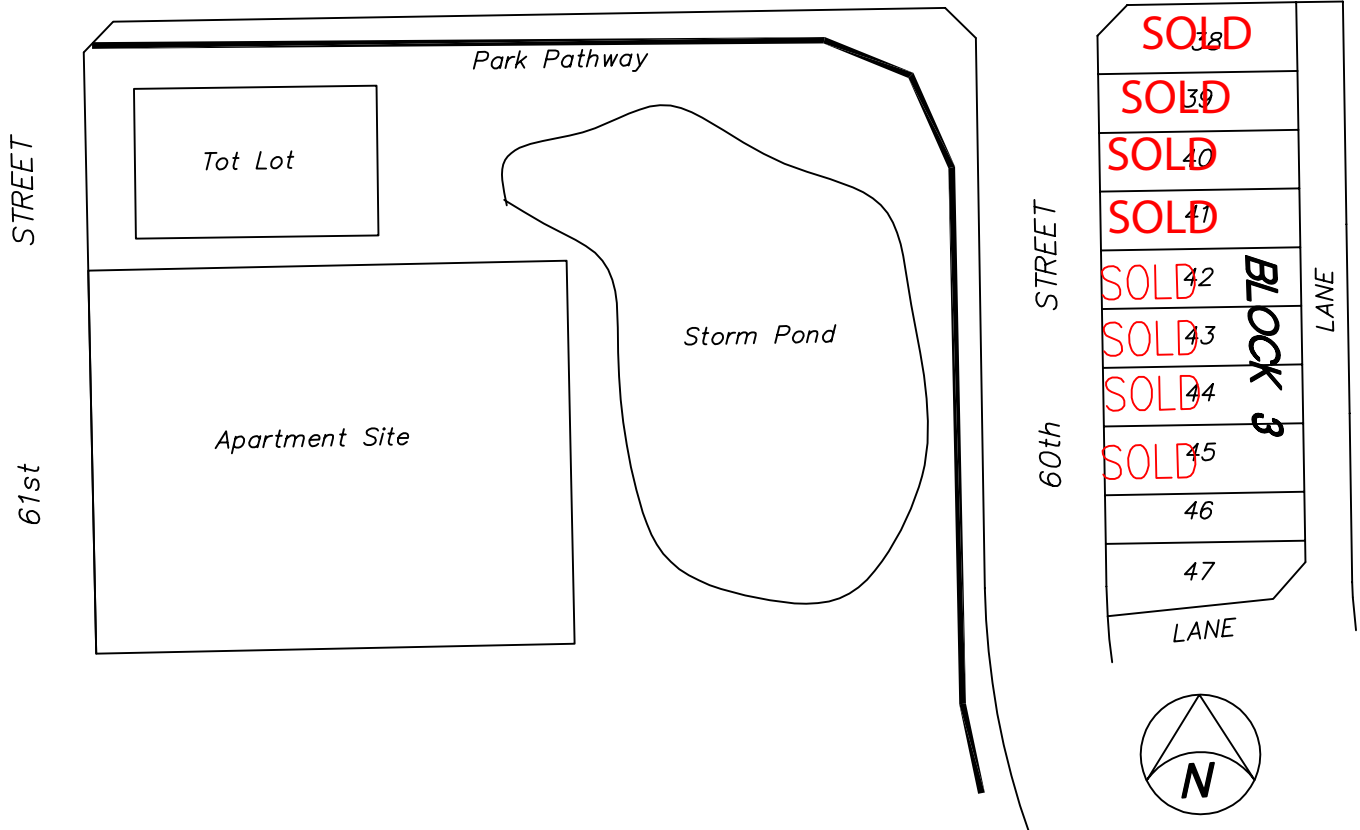 Park Pathway
Tot Lot
STREET
61st
Apartment Site
Storm Pond
STREET
60th
SOLD 38
SOLD 39
SOLD 40
SOLD 41
SOLD 42
SOLD 43
SOLD 44
SOLD 45
46
47
BLOCK 3
LANE
LANE
N